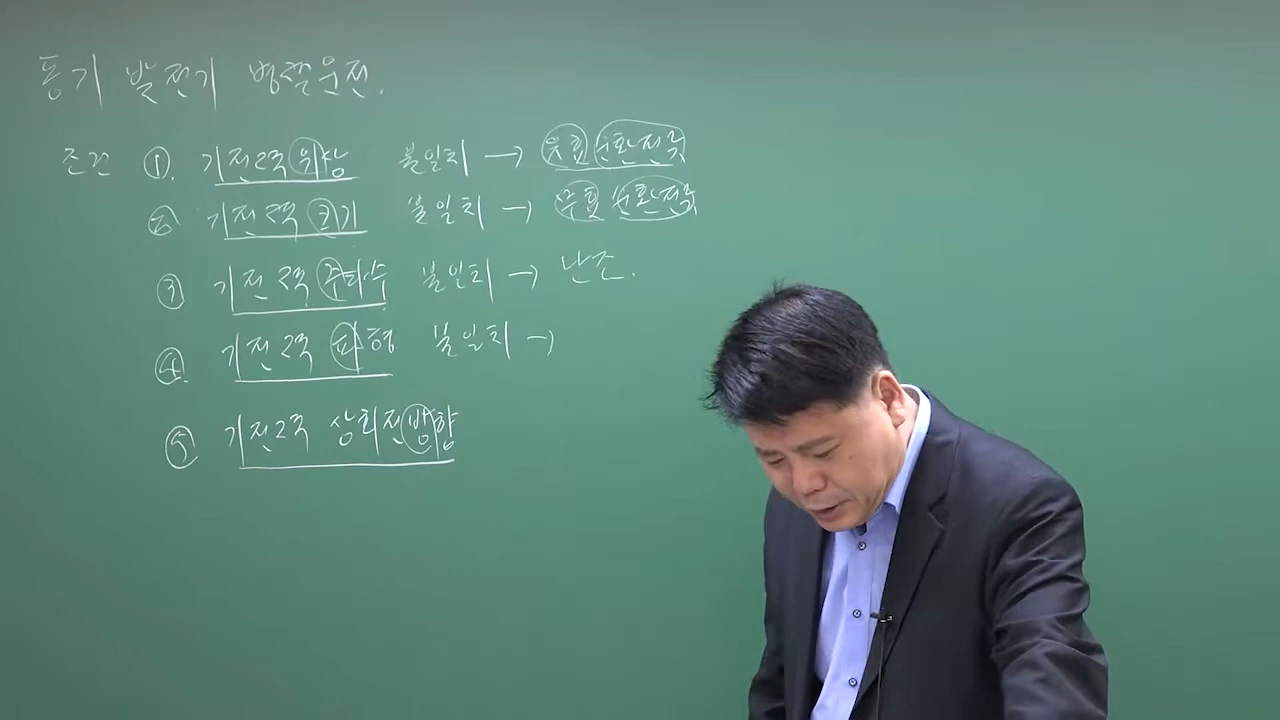 동기 발전기 병렬운전.
조건 ①. 기전력 위상 불일치 → 유효 순환전류
② 기전력 크기 불일치 → 무효 순환전류
③ 기전력 주파수 불일치 → 난조.
④. 기전력 파형 불일치 →
⑤ 기전력 상회전방향